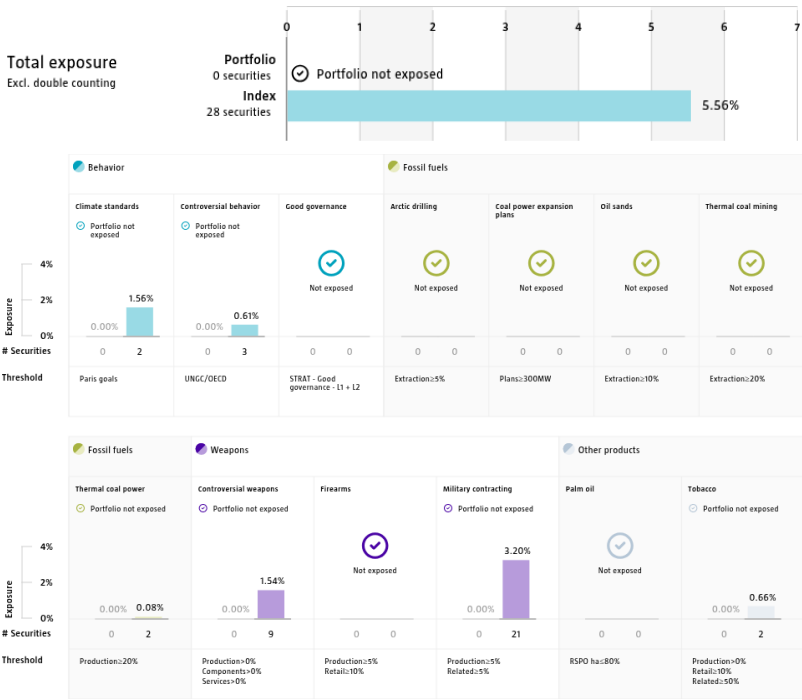 0 1 2 3 4 5 6 7
Total exposure
Excl. double counting
Portfolio
0 securities
Portfolio not exposed
Index
28 securities
5.56%
Behavior
Fossil fuels
Climate standards
Controversial behavior
Good governance
Arctic drilling
Coal power expansion
plans
Oil sands
Thermal coal mining
Portfolio not
exposed
Portfolio not
exposed
Not exposed
Not exposed
Not exposed
Not exposed
Not exposed
Exposure
4%
2%
0%
0.00% 1.56%
0.00% 0.61%
# Securities 0 2 0 3 0 0 0 0 0 0 0 0 0 0
Threshold
Paris goals
UNGC/OECD
STRAT - Good
governance - L1 + L2
Extraction≥5%
Plans≥300MW
Extraction≥10%
Extraction≥20%
Fossil fuels
Weapons
Other products
Thermal coal power
Controversial weapons
Firearms
Military contracting
Palm oil
Tobacco
Portfolio not exposed
Portfolio not exposed
Portfolio not exposed
Portfolio not exposed
Not exposed
Not exposed
Exposure
4%
2%
0%
0.00% 0.08%
0.00% 1.54%
0.00% 3.20%
0.00% 0.66%
# Securities 0 2 0 9 0 0 0 21 0 0 0 2
Threshold
Production≥20%
Production>0%
Components>0%
Services>0%
Production≥5%
Retail≥10%
Production≥5%
Related≥5%
RSPO ha≤80%
Production>0%
Retail≥10%
Related≥50%